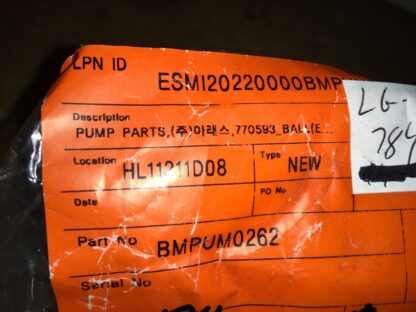 LPN ID
ESMI20220000BMP
Description
PUMP PARTS,(주)아래스,770593_BALL(E...
Location HL11211D08 Type NEW
Date PO No
Part No BMPUM0262
Serial No
LG-
784